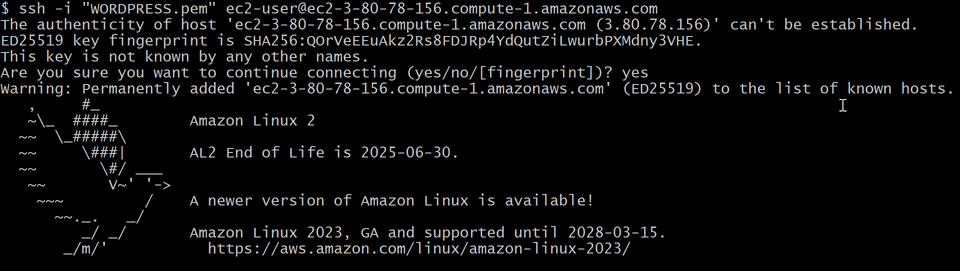 $ ssh -i "WORDPRESS.pem" ec2-user@ec2-3-80-78-156.compute-1.amazonaws.com
The authenticity of host 'ec2-3-80-78-156.compute-1.amazonaws.com (3.80.78.156)' can't be established.
ED25519 key fingerprint is SHA256:QOrVeEEuAkz2Rs8FDJRp4YdQutZiLwurbPXMdny3VHE.
This key is not known by any other names.
Are you sure you want to continue connecting (yes/no/[fingerprint])? yes
Warning: Permanently added 'ec2-3-80-78-156.compute-1.amazonaws.com' (ED25519) to the list of known hosts.
   ,     #_
   ~\_  ####_        Amazon Linux 2
  ~~  \_#####\
  ~~     \###|       AL2 End of Life is 2025-06-30.
  ~~       \#/ ___
   ~~       V~' '->
    ~~~         /    A newer version of Amazon Linux is available!
      ~~._.   _/
         _/ _/       Amazon Linux 2023, GA and supported until 2028-03-15.
       _/m/'           https://aws.amazon.com/linux/amazon-linux-2023/